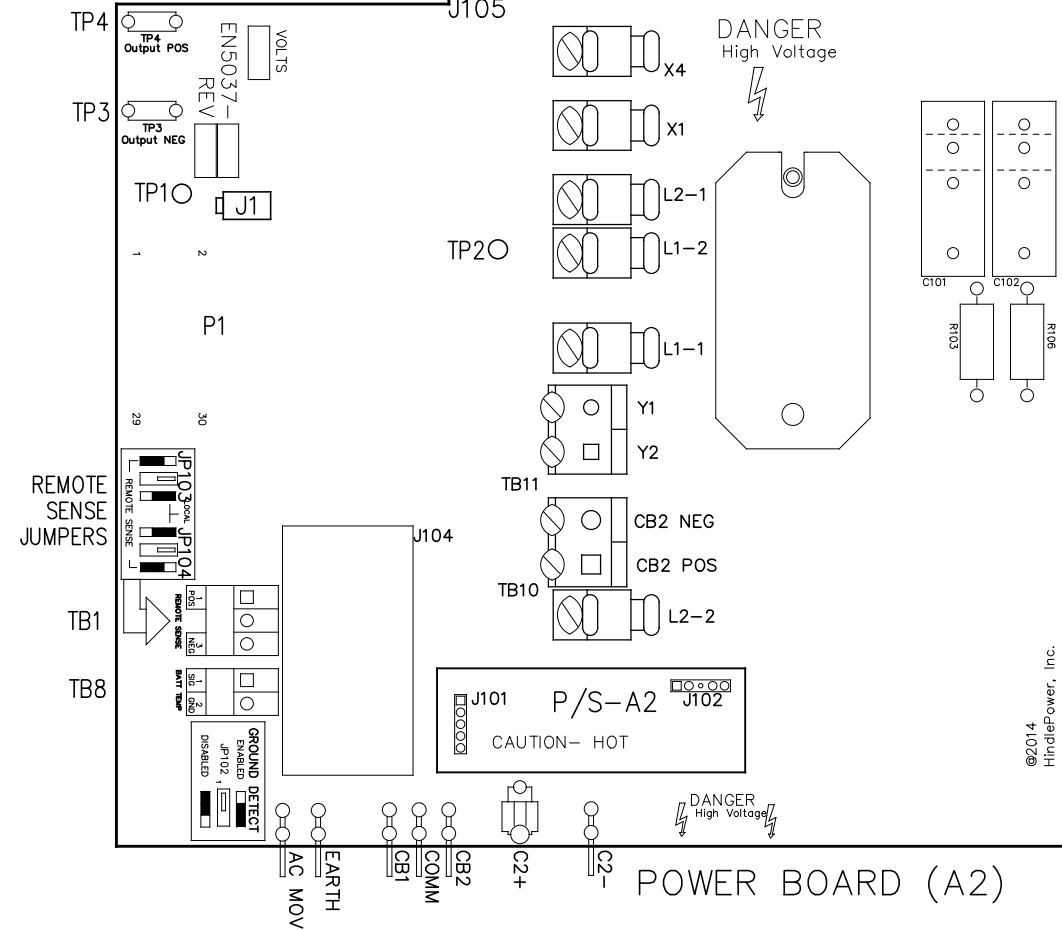 J105
TP4
TP4
Output POS
EN5037-
REV
VOLTS
X4
DANGER
High Voltage
TP3
TP3
Output NEG
X1
TP1
J1
L2-1
TP2
L1-2
1
2
C101
C102
P1
L1-1
R103
R106
29
30
Y1
Y2
TB11
REMOTE
SENSE
JUMPERS
JP103
LOCAL
REMOTE SENSE
JP104
J104
CB2 NEG
CB2 POS
TB10
L2-2
TB1
REMOTE SENSE
1
POS
3
NEG
TB8
BATT TEMP
1
SIG
2
GND
J101
P/S-A2
J102
CAUTION- HOT
GROUND DETECT
ENABLED
JP102
1
DISABLED
DANGER
High Voltage
@2014
HindlePower, Inc.
AC MOV
EARTH
CB1
COMM
CB2
C2+
C2-
POWER BOARD (A2)